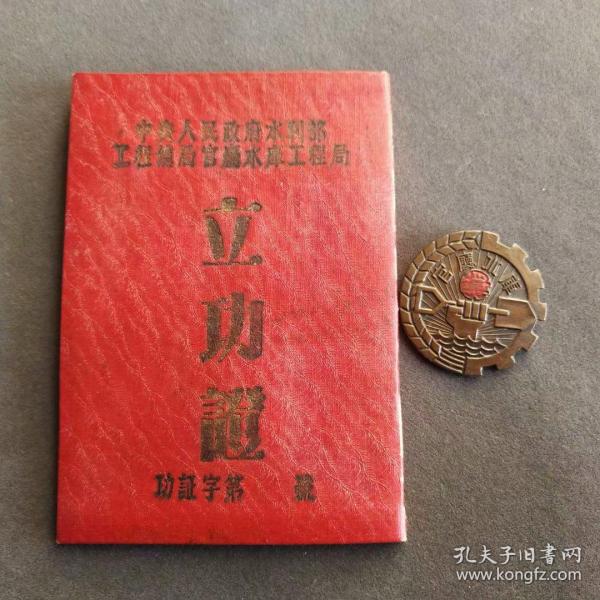 中央人民政府水利部
工程總局官廳水库工程局
立功證
功証字第 號
官廳水庫
孔夫子旧书网
www.kongfz.com